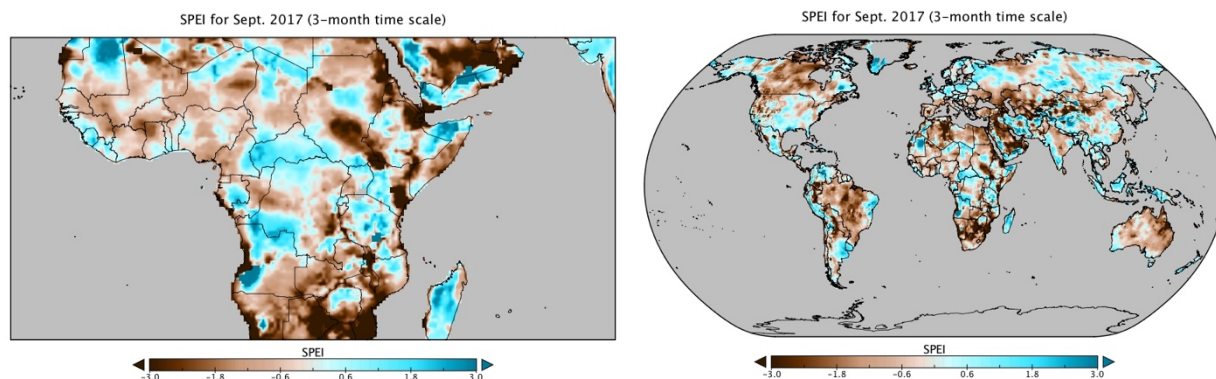 SPEI for Sept. 2017 (3-month time scale)
SPEI
-3.0 -1.8 -0.6 0.6 1.8 3.0
SPEI for Sept. 2017 (3-month time scale)
SPEI
-3.0 -1.8 -0.6 0.6 1.8 3.0